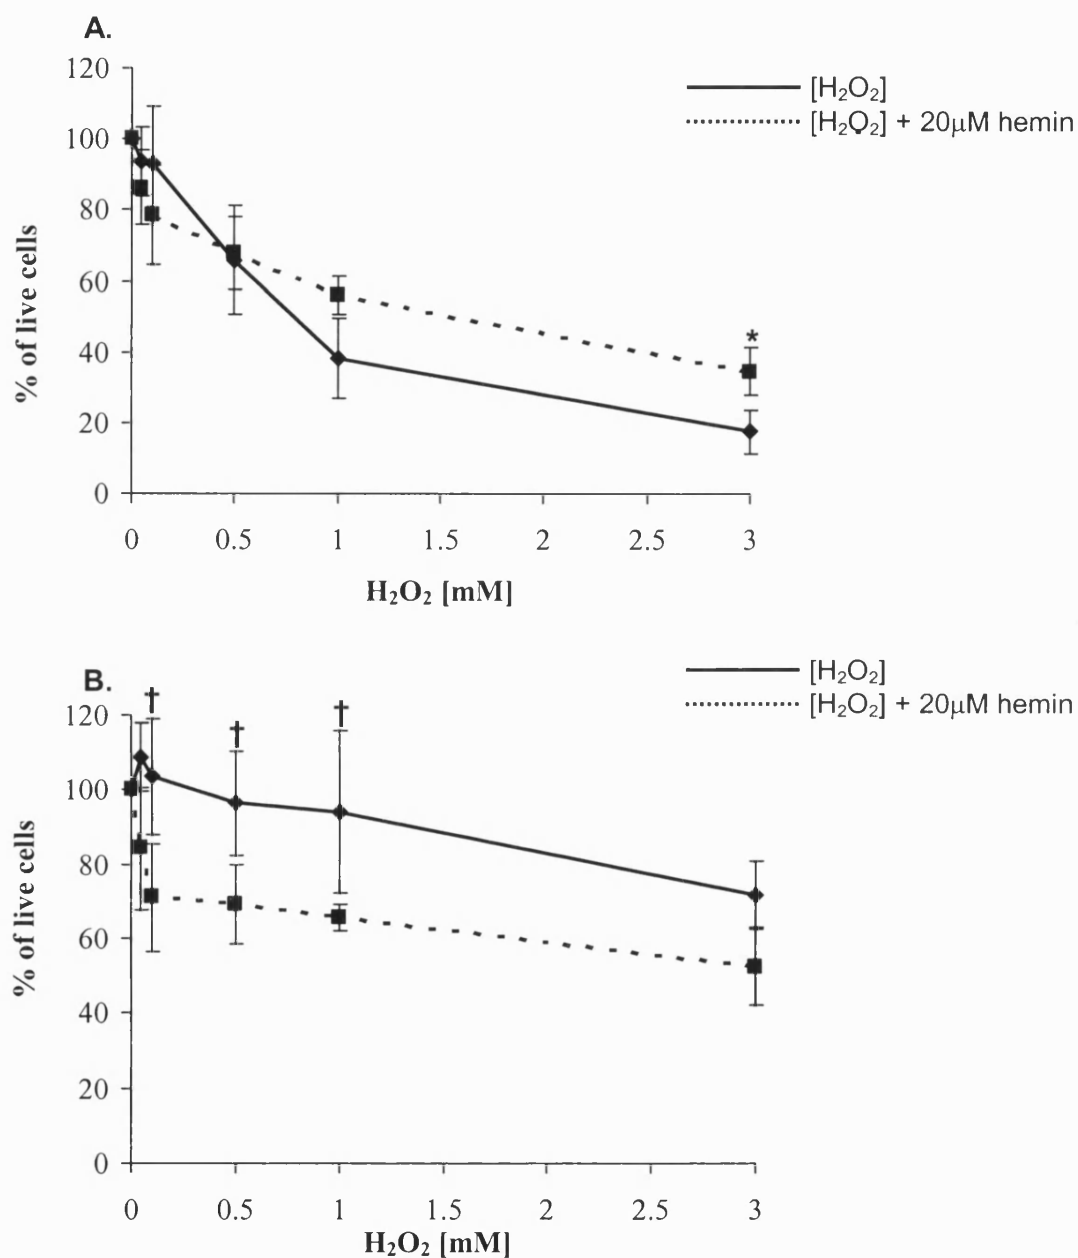 A.
[H₂O₂]
[H₂O₂] + 20μM hemin
120
100
80
60
40
20
0
% of live cells
*
0 0.5 1 1.5 2 2.5 3
H₂O₂ [mM]
B.
[H₂O₂]
[H₂O₂] + 20μM hemin
† † †
120
100
80
60
40
20
0
% of live cells
0 0.5 1 1.5 2 2.5 3
H₂O₂ [mM]